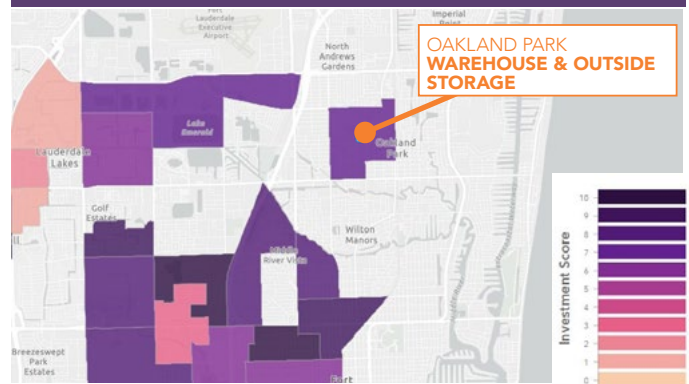 Fort
Lauderdale
Executive
Airport
Imperial
Point
North
Andrews
Gardens
OAKLAND PARK
WAREHOUSE & OUTSIDE
STORAGE
Lake
Emerald
Oakland
Park
Lauderdale
Lakes
Golf
Estates
ll
Wilton
Manors
Middle
River Vista
Breezeswept
Park
Estates
Fort
Investment Score
10
9
8
7
6
5
4
3
2
1
0